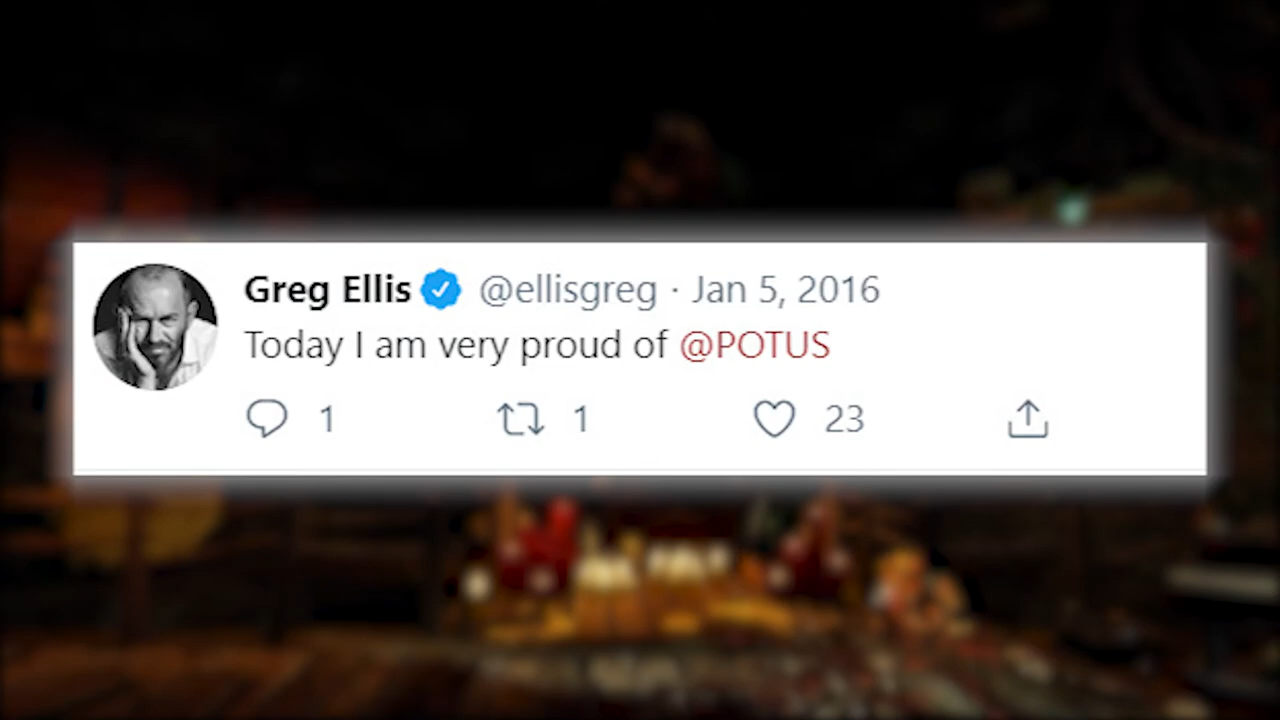 Greg Ellis @ellisgreg · Jan 5, 2016
Today I am very proud of @POTUS
1 1 23